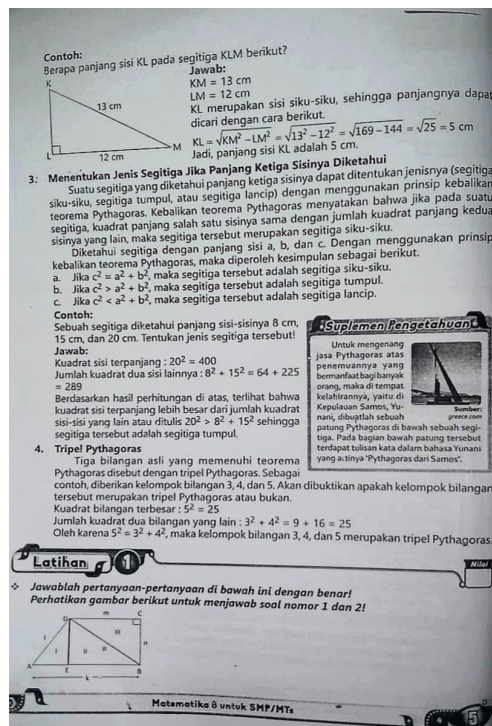 Contoh:
Berapa panjang sisi KL pada segitiga KLM berikut?
K
13 cm
L
12 cm
M
Jawab:
KM = 13 cm
LM = 12 cm
KL merupakan sisi siku-siku, sehingga panjangnya dapat
dicari dengan cara berikut.
KL = √KM² – LM² = √13² – 12² = √169 – 144 = √25 = 5 cm
Jadi, panjang sisi KL adalah 5 cm.
3. Menentukan Jenis Segitiga Jika Panjang Ketiga Sisinya Diketahui
Suatu segitiga yang diketahui panjang ketiga sisinya dapat ditentukan jenisnya (segitiga
siku-siku, segitiga tumpul, atau segitiga lancip) dengan menggunakan prinsip kebalikan
teorema Pythagoras. Kebalikan teorema Pythagoras menyatakan bahwa jika pada suatu
segitiga, kuadrat panjang salah satu sisinya sama dengan jumlah kuadrat panjang kedua
sisinya yang lain, maka segitiga tersebut merupakan segitiga siku-siku.
Diketahui segitiga dengan panjang sisi a, b, dan c. Dengan menggunakan prinsip
kebalikan teorema Pythagoras, maka diperoleh kesimpulan sebagai berikut.
a. Jika c² = a² + b², maka segitiga tersebut adalah segitiga siku-siku.
b. Jika c² > a² + b², maka segitiga tersebut adalah segitiga tumpul.
c. Jika c² < a² + b², maka segitiga tersebut adalah segitiga lancip.
Contoh:
Sebuah segitiga diketahui panjang sisi-sisinya 8 cm,
15 cm, dan 20 cm. Tentukan jenis segitiga tersebut!
Jawab:
Kuadrat sisi terpanjang : 20² = 400
Jumlah kuadrat dua sisi lainnya : 8² + 15² = 64 + 225
= 289
Berdasarkan hasil perhitungan di atas, terlihat bahwa
kuadrat sisi terpanjang lebih besar dari jumlah kuadrat
sisi-sisi yang lain atau ditulis 20² > 8² + 15² sehingga
segitiga tersebut adalah segitiga tumpul.
Suplemen Pengetahuan
Untuk mengenang
jasa Pythagoras atas
penemuannya yang
bermanfaat bagi banyak
orang, maka di tempat
kelahirannya, yaitu di
Kepulauan Samos, Yu-
nani, dibuatlah sebuah
Sumber:
greece.com
patung Pythagoras di bawah sebuah segi-
tiga. Pada bagian bawah patung tersebut
terdapat tulisan kata dalam bahasa Yunani
yang artinya 'Pythagoras dari Samos'.
4. Tripel Pythagoras
Tiga bilangan asli yang memenuhi teorema
Pythagoras disebut dengan tripel Pythagoras. Sebagai
contoh, diberikan kelompok bilangan 3, 4, dan 5. Akan dibuktikan apakah kelompok bilangan
tersebut merupakan tripel Pythagoras atau bukan.
Kuadrat bilangan terbesar : 5² = 25
Jumlah kuadrat dua bilangan yang lain : 3² + 4² = 9 + 16 = 25
Oleh karena 5² = 3² + 4², maka kelompok bilangan 3, 4, dan 5 merupakan tripel Pythagoras.
Latihan 1
Nilai
Jawablah pertanyaan-pertanyaan di bawah ini dengan benar!
Perhatikan gambar berikut untuk menjawab soal nomor 1 dan 2!
D
m
C
III
l
I
II
p
n
A
E
B
k
Matematika 8 untuk SMP/MTs
5